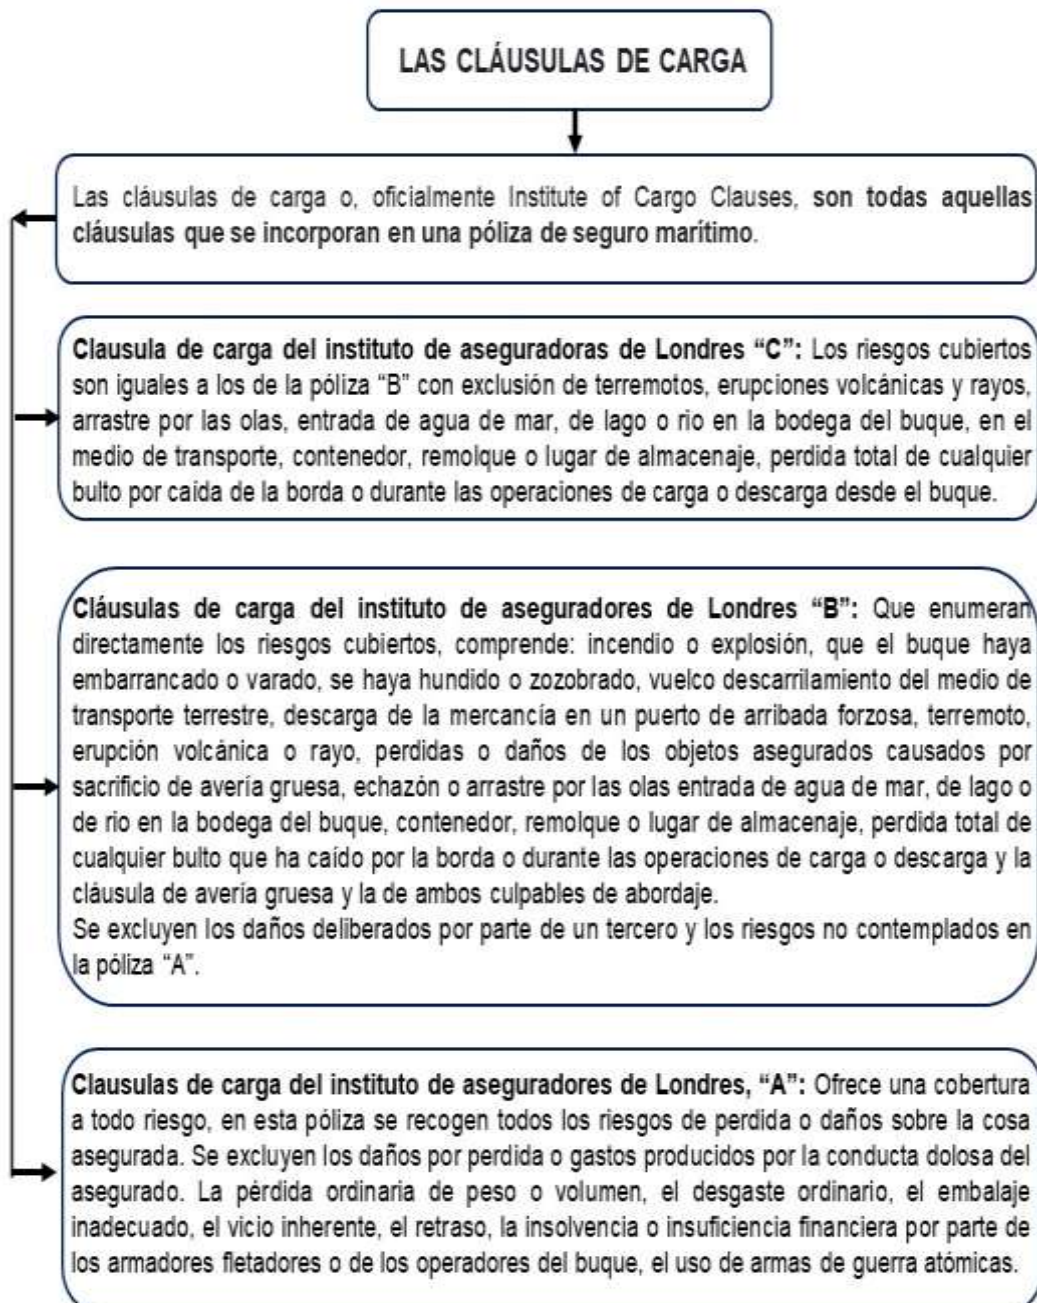 LAS CLÁUSULAS DE CARGA
Las cláusulas de carga o, oficialmente Institute of Cargo Clauses, son todas aquellas
cláusulas que se incorporan en una póliza de seguro marítimo.
Clausula de carga del instituto de aseguradoras de Londres “C”: Los riesgos cubiertos
son iguales a los de la póliza “B” con exclusión de terremotos, erupciones volcánicas y rayos,
arrastre por las olas, entrada de agua de mar, de lago o rio en la bodega del buque, en el
medio de transporte, contenedor, remolque o lugar de almacenaje, perdida total de cualquier
bulto por caída de la borda o durante las operaciones de carga o descarga desde el buque.
Cláusulas de carga del instituto de aseguradores de Londres “B”: Que enumeran
directamente los riesgos cubiertos, comprende: incendio o explosión, que el buque haya
embarrancado o varado, se haya hundido o zozobrado, vuelco descarrilamiento del medio de
transporte terrestre, descarga de la mercancía en un puerto de arribada forzosa, terremoto,
erupción volcánica o rayo, perdidas o daños de los objetos asegurados causados por
sacrificio de avería gruesa, echazón o arrastre por las olas entrada de agua de mar, de lago o
de rio en la bodega del buque, contenedor, remolque o lugar de almacenaje, perdida total de
cualquier bulto que ha caído por la borda o durante las operaciones de carga o descarga y la
cláusula de avería gruesa y la de ambos culpables de abordaje.
Se excluyen los daños deliberados por parte de un tercero y los riesgos no contemplados en
la póliza “A”.
Clausulas de carga del instituto de aseguradores de Londres, “A”: Ofrece una cobertura
a todo riesgo, en esta póliza se recogen todos los riesgos de perdida o daños sobre la cosa
asegurada. Se excluyen los daños por perdida o gastos producidos por la conducta dolosa del
asegurado. La pérdida ordinaria de peso o volumen, el desgaste ordinario, el embalaje
inadecuado, el vicio inherente, el retraso, la insolvencia o insuficiencia financiera por parte de
los armadores fletadores o de los operadores del buque, el uso de armas de guerra atómicas.